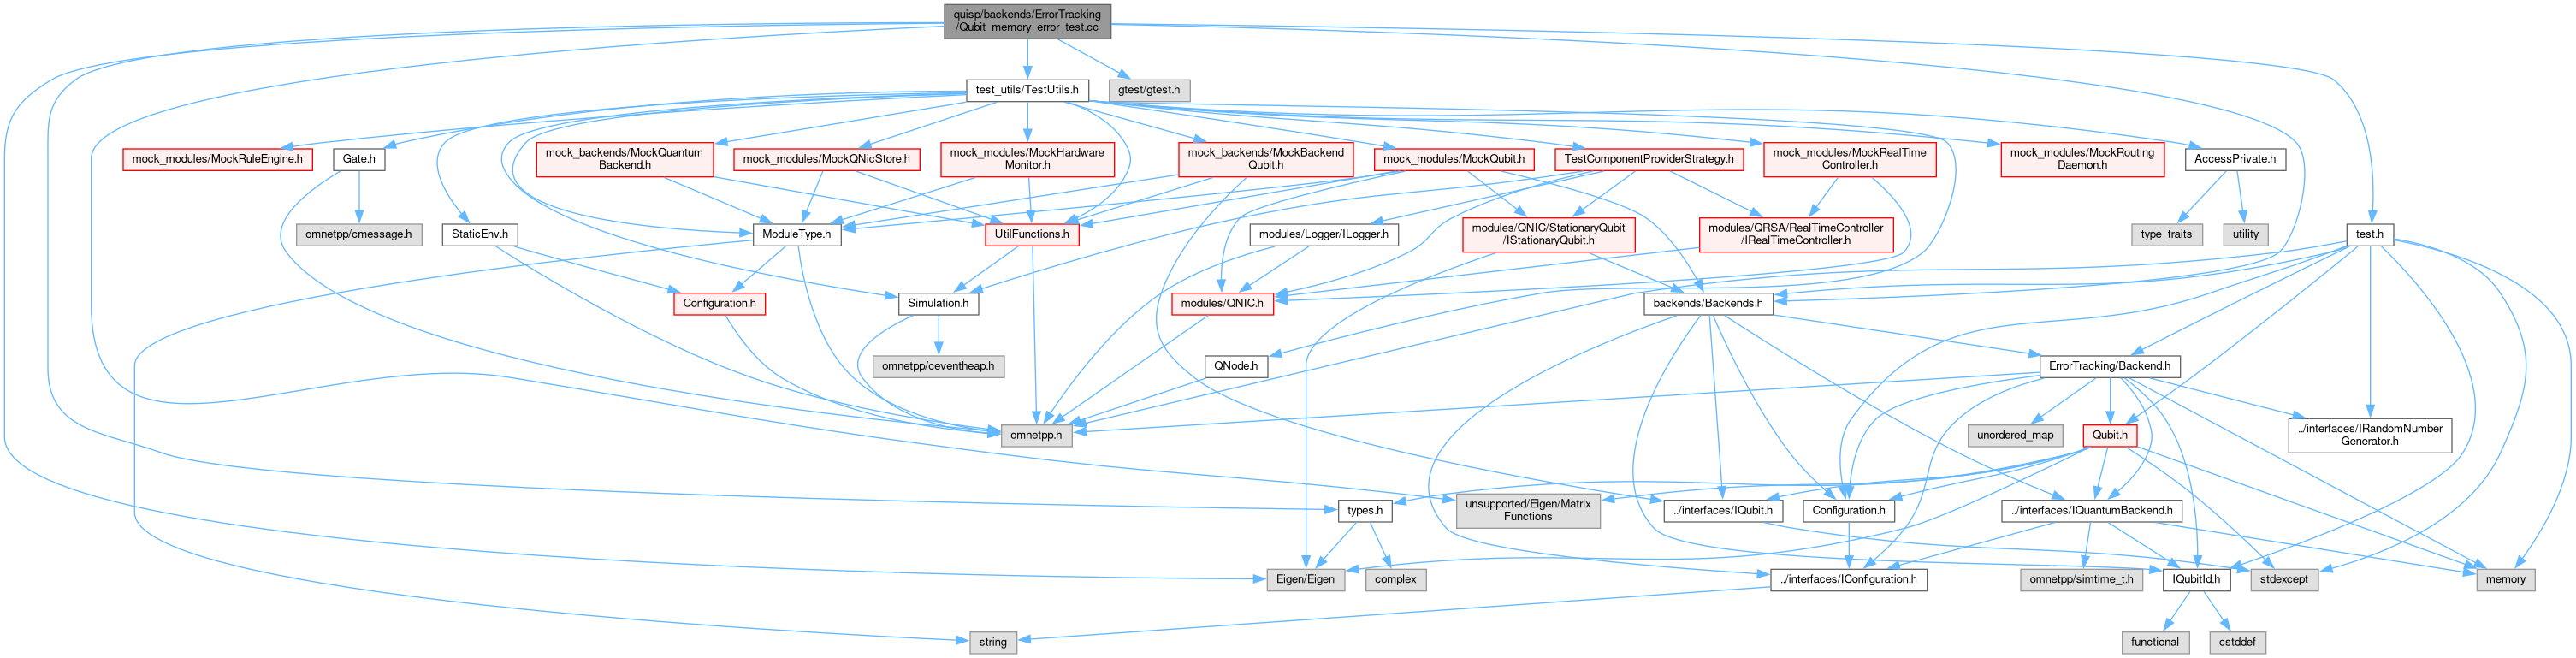 quisp/backends/ErrorTracking
/Qubit_memory_error_test.cc
test_utils/TestUtils.h
gtest/gtest.h
mock_modules/MockRuleEngine.h
Gate.h
mock_backends/MockQuantum
Backend.h
mock_modules/MockQNicStore.h
mock_modules/MockHardware
Monitor.h
mock_backends/MockBackend
Qubit.h
mock_modules/MockQubit.h
TestComponentProviderStrategy.h
mock_modules/MockRealTime
Controller.h
mock_modules/MockRouting
Daemon.h
AccessPrivate.h
omnetpp/cmessage.h
StaticEnv.h
ModuleType.h
UtilFunctions.h
modules/Logger/ILogger.h
modules/QNIC/StationaryQubit
/IStationaryQubit.h
modules/QRSA/RealTimeController
/IRealTimeController.h
type_traits
utility
test.h
Configuration.h
Simulation.h
modules/QNIC.h
backends/Backends.h
omnetpp/ceventheap.h
QNode.h
ErrorTracking/Backend.h
omnetpp.h
unordered_map
Qubit.h
../interfaces/IRandomNumber
Generator.h
types.h
unsupported/Eigen/Matrix
Functions
../interfaces/IQubit.h
Configuration.h
../interfaces/IQuantumBackend.h
Eigen/Eigen
complex
../interfaces/IConfiguration.h
omnetpp/simtime_t.h
IQubitId.h
stdexcept
memory
string
functional
cstddef